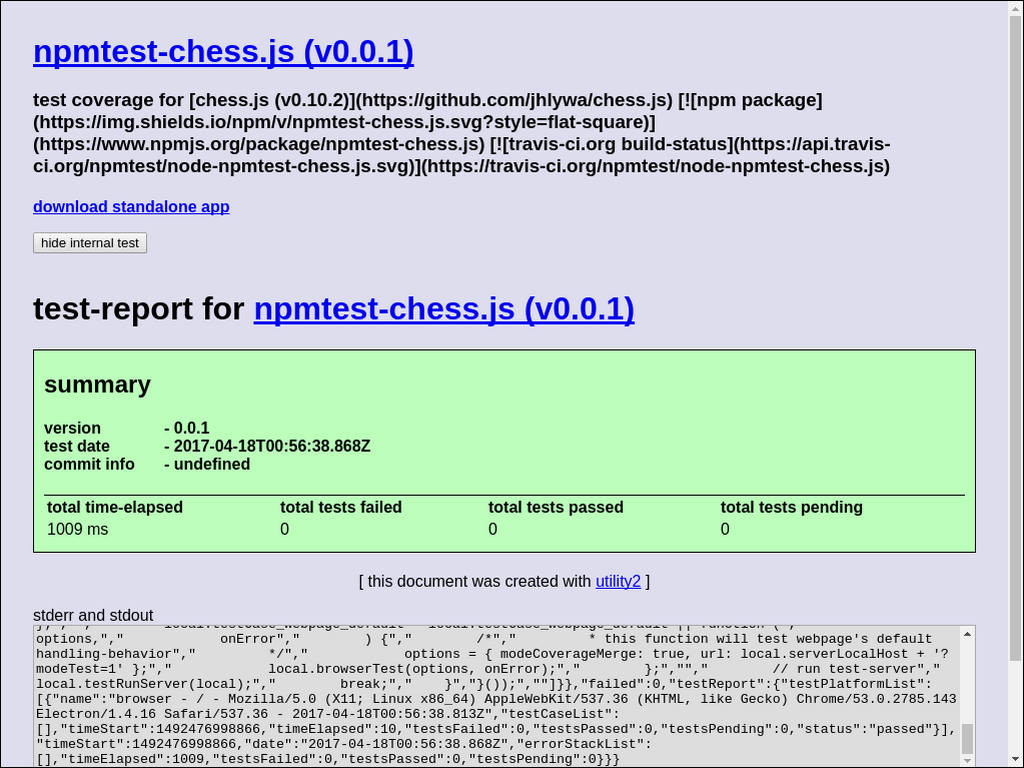 npmtest-chess.js (v0.0.1)
test coverage for [chess.js (v0.10.2)](https://github.com/jhlywa/chess.js) [![npm package]
(https://img.shields.io/npm/v/npmtest-chess.js.svg?style=flat-square)]
(https://www.npmjs.org/package/npmtest-chess.js) [![travis-ci.org build-status](https://api.travis-
ci.org/npmtest/node-npmtest-chess.js.svg)](https://travis-ci.org/npmtest/node-npmtest-chess.js)
download standalone app
hide internal test
test-report for npmtest-chess.js (v0.0.1)
summary
version - 0.0.1
test date - 2017-04-18T00:56:38.868Z
commit info - undefined
total time-elapsed total tests failed total tests passed total tests pending
1009 ms 0 0 0
[ this document was created with utility2 ]
stderr and stdout
options,","            onError","        ) {","        /*","         * this function will test webpage's default
handling-behavior","         */","            options = { modeCoverageMerge: true, url: local.serverLocalHost + '?
modeTest=1' };","            local.browserTest(options, onError);","        };","","        // run test-server","
local.testRunServer(local);","        break;","    }","}());",""]}},"failed":0,"testReport":{"testPlatformList":
[{"name":"browser - / - Mozilla/5.0 (X11; Linux x86_64) AppleWebKit/537.36 (KHTML, like Gecko) Chrome/53.0.2785.143
Electron/1.4.16 Safari/537.36 - 2017-04-18T00:56:38.813Z","testCaseList":
[],"timeStart":1492476998866,"timeElapsed":10,"testsFailed":0,"testsPassed":0,"testsPending":0,"status":"passed"}],
"timeStart":1492476998866,"date":"2017-04-18T00:56:38.868Z","errorStackList":
[],"timeElapsed":1009,"testsFailed":0,"testsPassed":0,"testsPending":0}}}